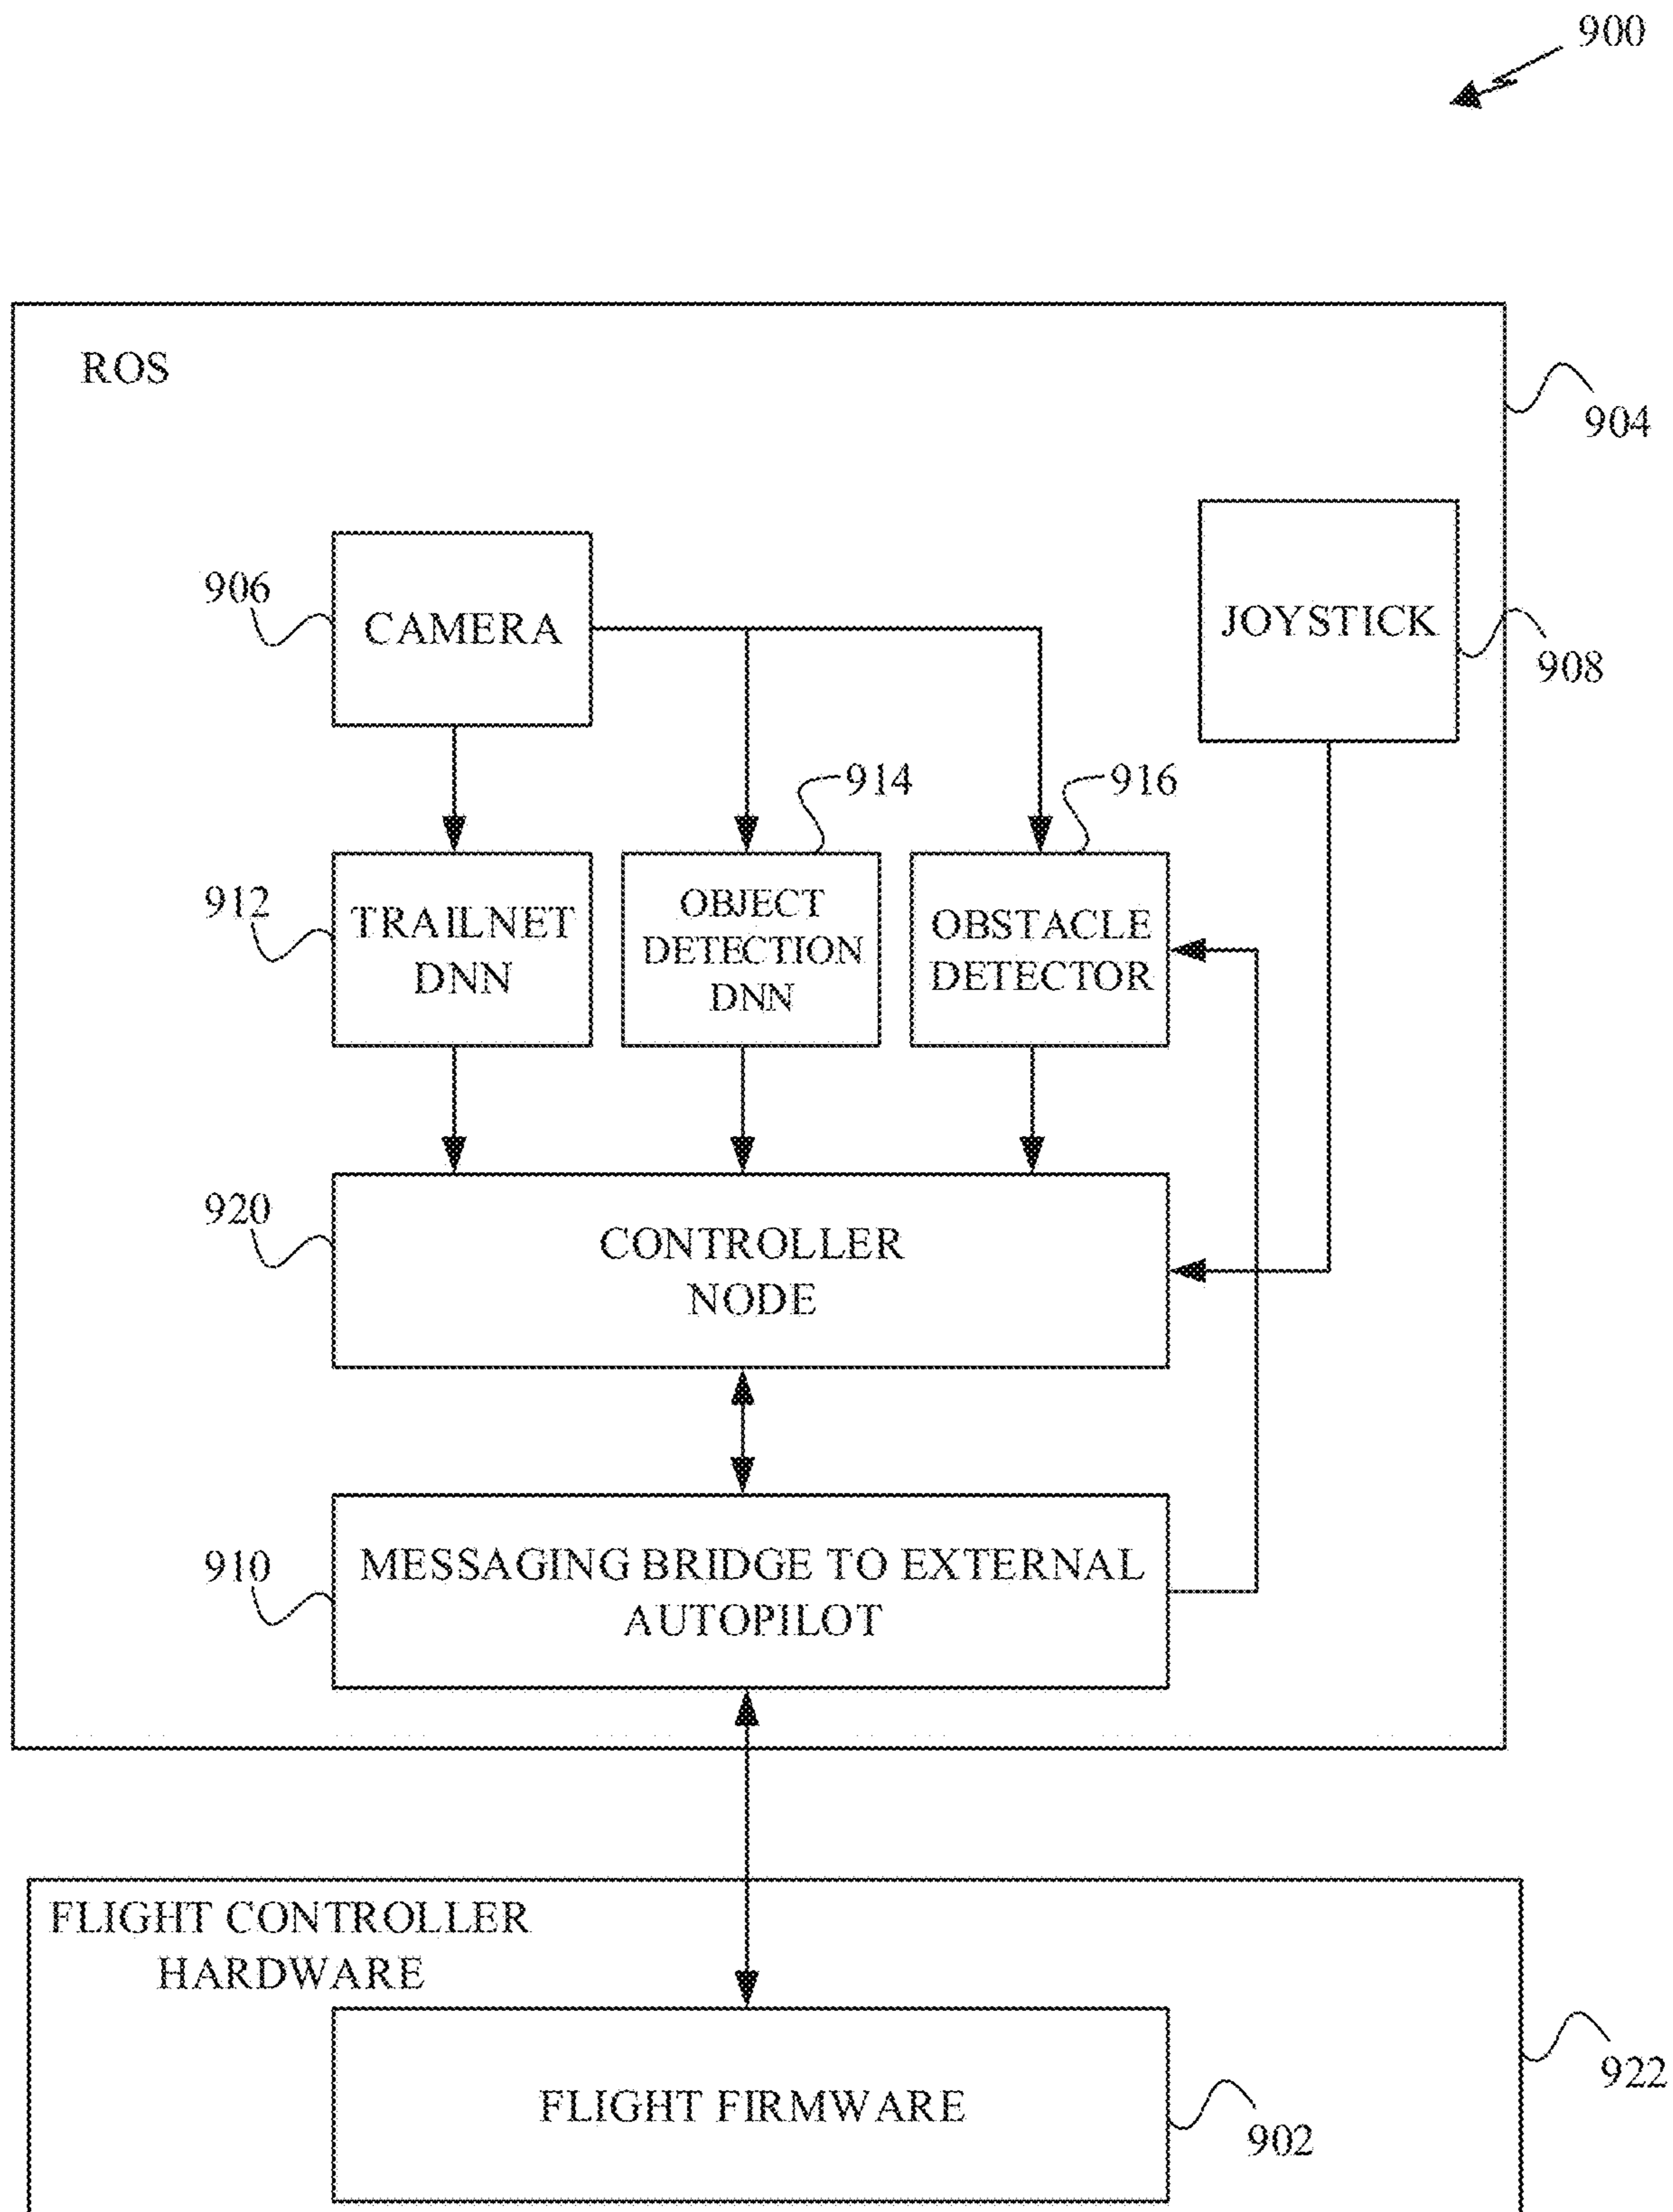 900
ROS
904
906
CAMERA
JOYSTICK
908
914
916
912
TRAILNET
DNN
OBJECT
DETECTION
DNN
OBSTACLE
DETECTOR
920
CONTROLLER
NODE
910
MESSAGING BRIDGE TO EXTERNAL
AUTOPILOT
FLIGHT CONTROLLER
HARDWARE
922
FLIGHT FIRMWARE
902